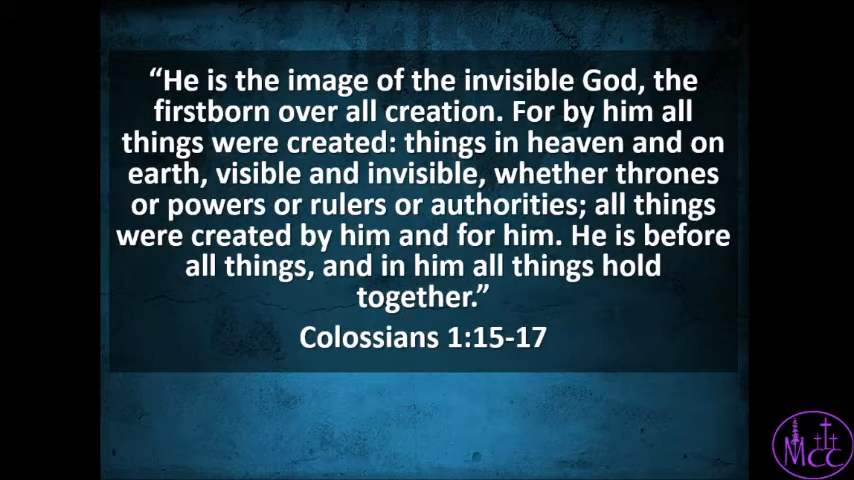 “He is the image of the invisible God, the
firstborn over all creation. For by him all
things were created: things in heaven and on
earth, visible and invisible, whether thrones
or powers or rulers or authorities; all things
were created by him and for him. He is before
all things, and in him all things hold
together.”
Colossians 1:15-17
MCC